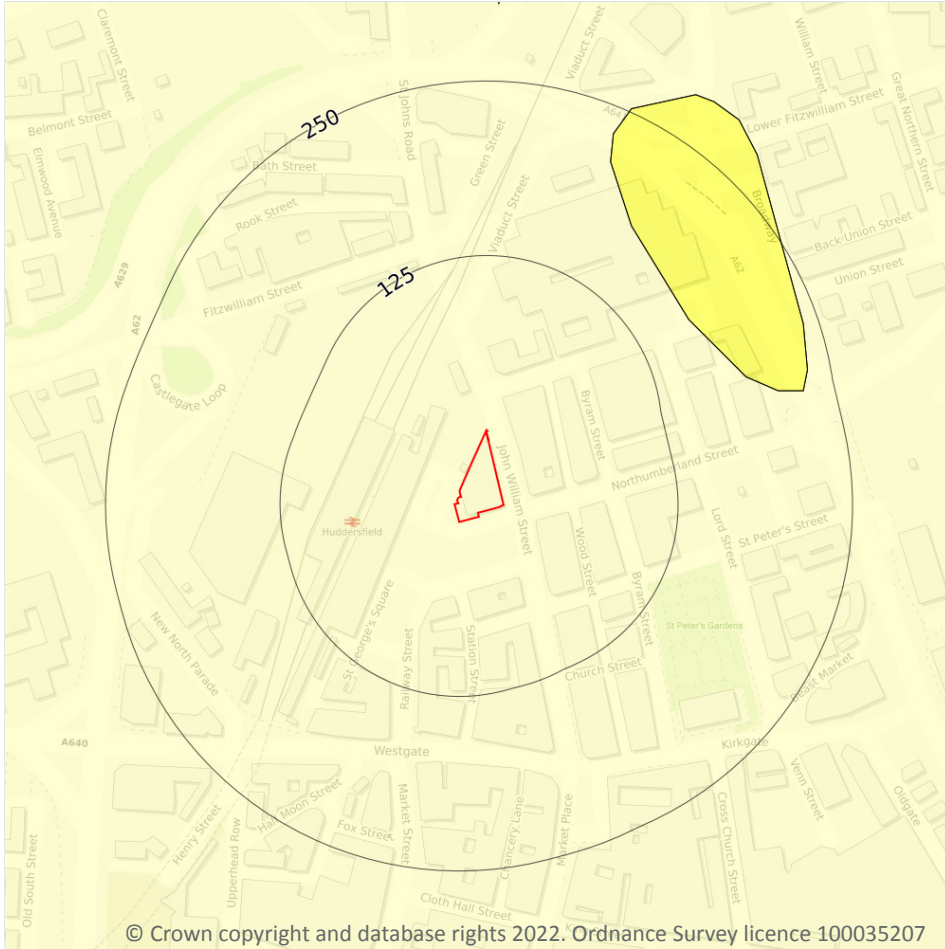 Claremont Street
Viaduct Street
William Street
Great Northern Street
St Johns Road
250
Belmont Street
Lower Fitzwilliam Street
Elmwood Avenue
Green Street
Bath Street
Viaduct Street
Rook Street
Broadway
Back Union Street
Union Street
A629
A62
A62
125
Fitzwilliam Street
Castlegate Loop
Byram Street
John William Street
Northumberland Street
Huddersfield
Lord Street
St Peter's Street
Wood Street
Byram Street
St George's Square
New North Parade
Railway Street
Station Street
St Peter's Gardens
Church Street
Beast Market
A640
Westgate
Kirkgate
Venn Street
Oldgate
Half Moon Street
Fox Street
Market Street
Chancery Lane
Market Place
Cross Church Street
Henry Street
Upperhead Row
Old South Street
Cloth Hall Street
© Crown copyright and database rights 2022. Ordnance Survey licence 100035207